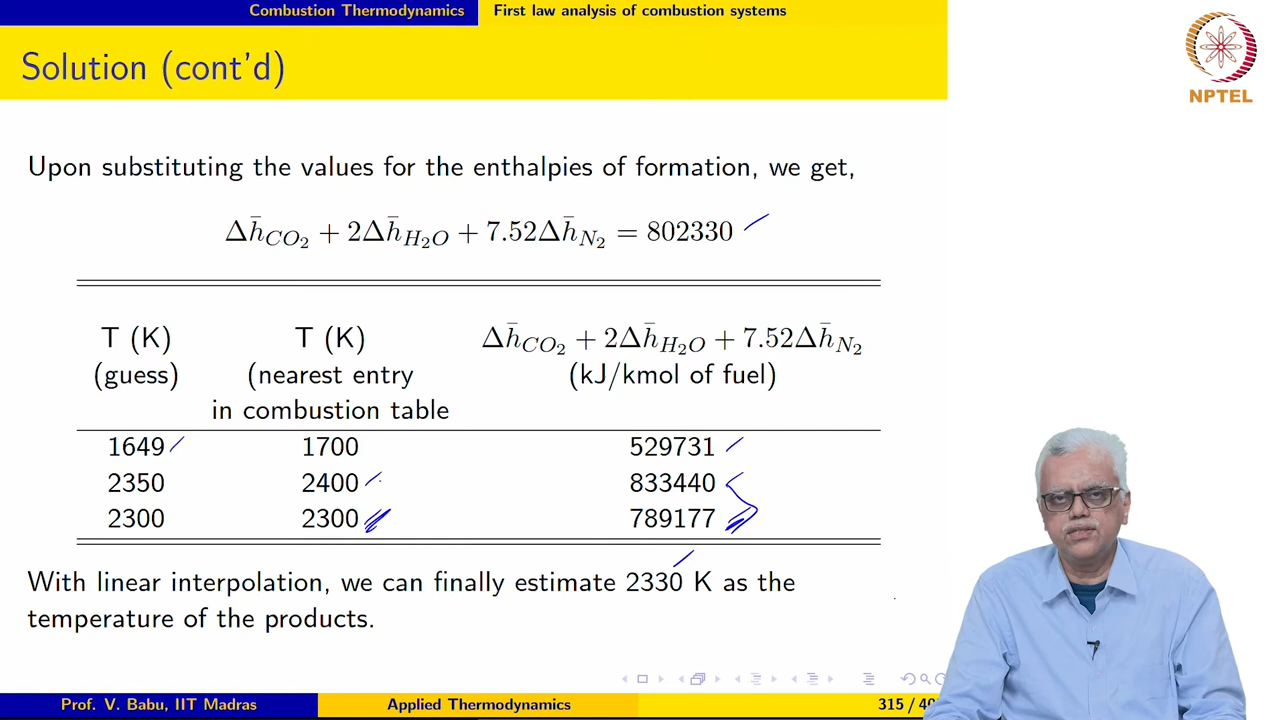 Combustion Thermodynamics First law analysis of combustion systems
Solution (cont'd)
NPTEL
Upon substituting the values for the enthalpies of formation, we get,
Δh̄_{CO₂} + 2Δh̄_{H₂O} + 7.52Δh̄_{N₂} = 802330
T (K) T (K) Δh̄_{CO₂} + 2Δh̄_{H₂O} + 7.52Δh̄_{N₂}
(guess) (nearest entry (kJ/kmol of fuel)
in combustion table
1649 1700 529731
2350 2400 833440
2300 2300 789177
With linear interpolation, we can finally estimate 2330 K as the
temperature of the products.
Prof. V. Babu, IIT Madras Applied Thermodynamics 315 / 40